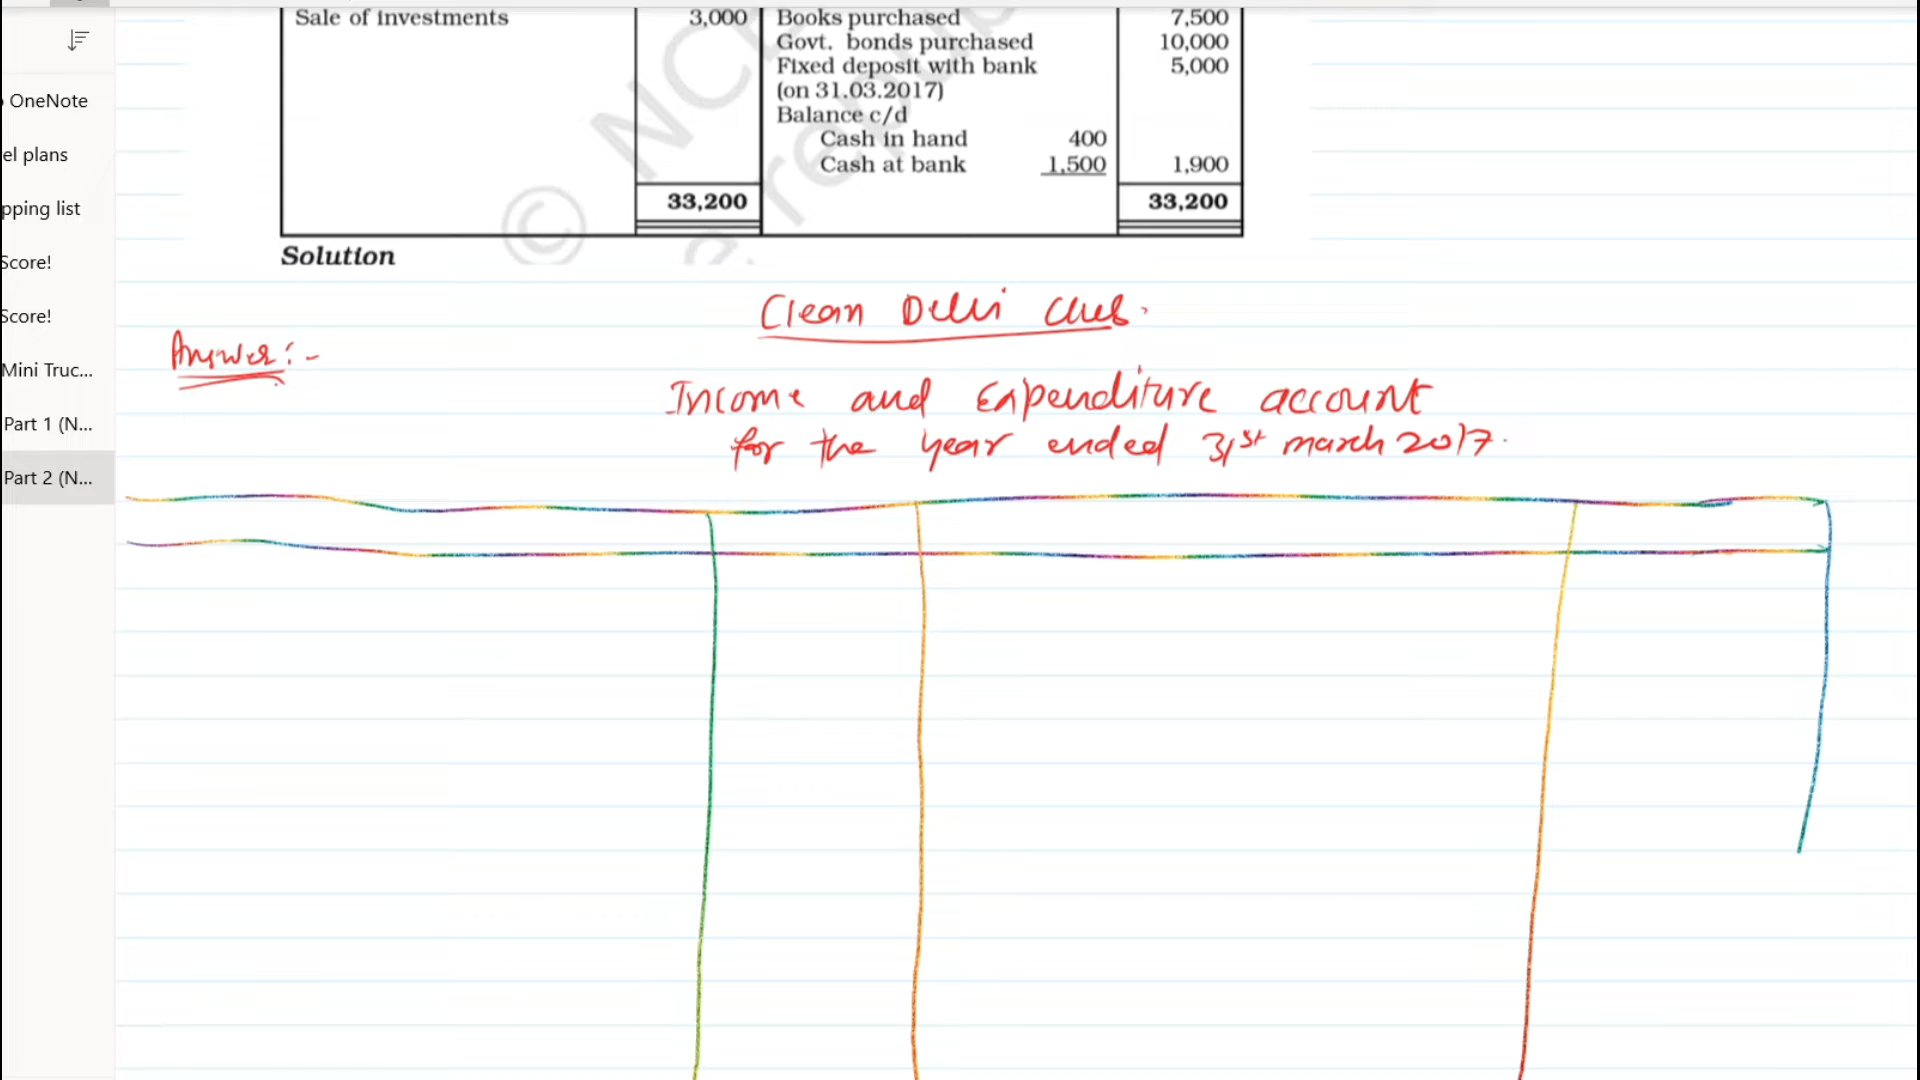 Sale of investments 3,000 Books purchased 7,500
Govt. bonds purchased 10,000
Fixed deposit with bank 5,000
(on 31.03.2017)
Balance c/d
Cash in hand 400
Cash at bank 1,500 1,900
33,200 33,200
Solution
OneNote
el plans
pping list
Score!
Score!
Mini Truc...
Part 1 (N...
Part 2 (N...
Clean Delhi Club.
Answer:-
Income and Expenditure account
for the year ended 31st march 2017.